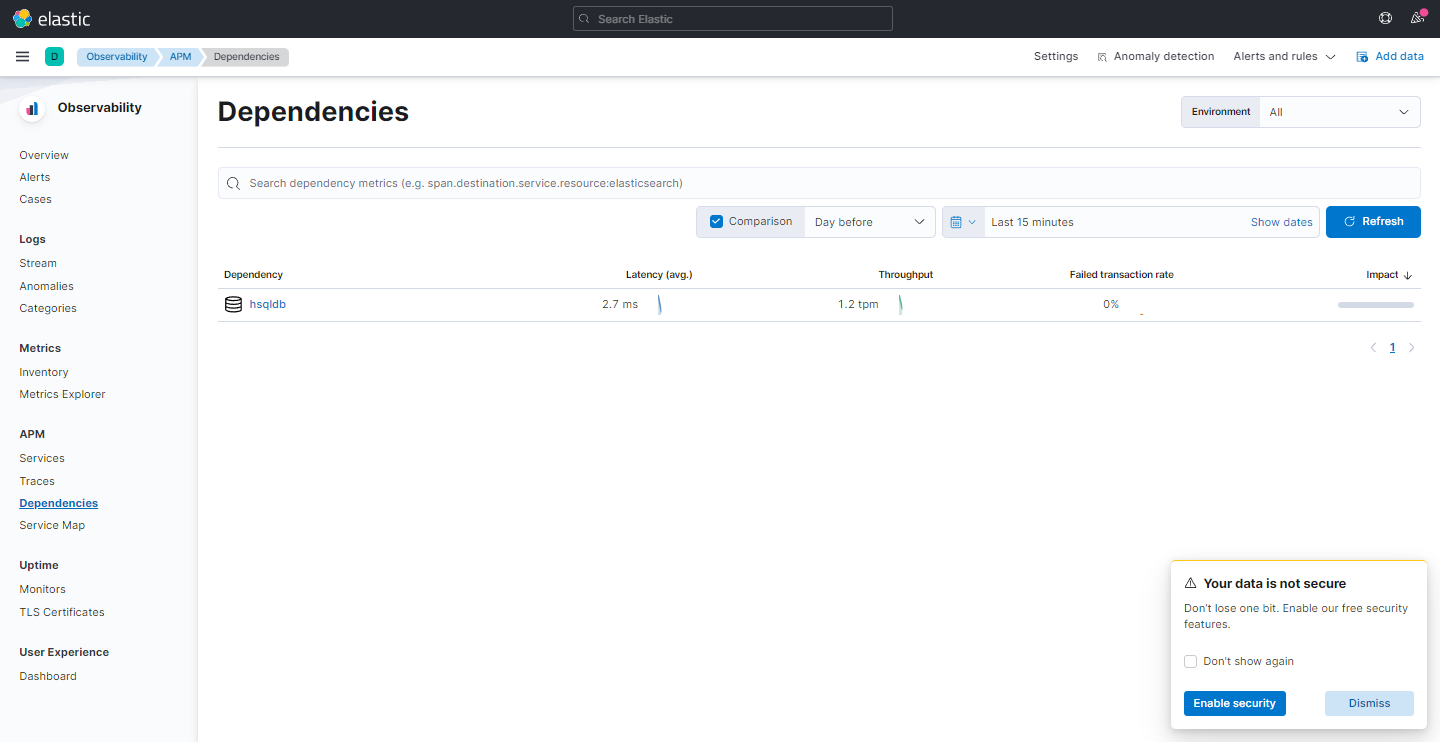 elastic
Search Elastic
D
Observability
APM
Dependencies
Settings
Anomaly detection
Alerts and rules
Add data
Observability
Overview
Alerts
Cases
Logs
Stream
Anomalies
Categories
Metrics
Inventory
Metrics Explorer
APM
Services
Traces
Dependencies
Service Map
Uptime
Monitors
TLS Certificates
User Experience
Dashboard
Dependencies
Environment All
Search dependency metrics (e.g. span.destination.service.resource:elasticsearch)
Comparison Day before Last 15 minutes Show dates Refresh
Dependency Latency (avg.) Throughput Failed transaction rate Impact
hsqldb 2.7 ms 1.2 tpm 0%
1
Your data is not secure
Don't lose one bit. Enable our free security
features.
Don't show again
Enable security Dismiss